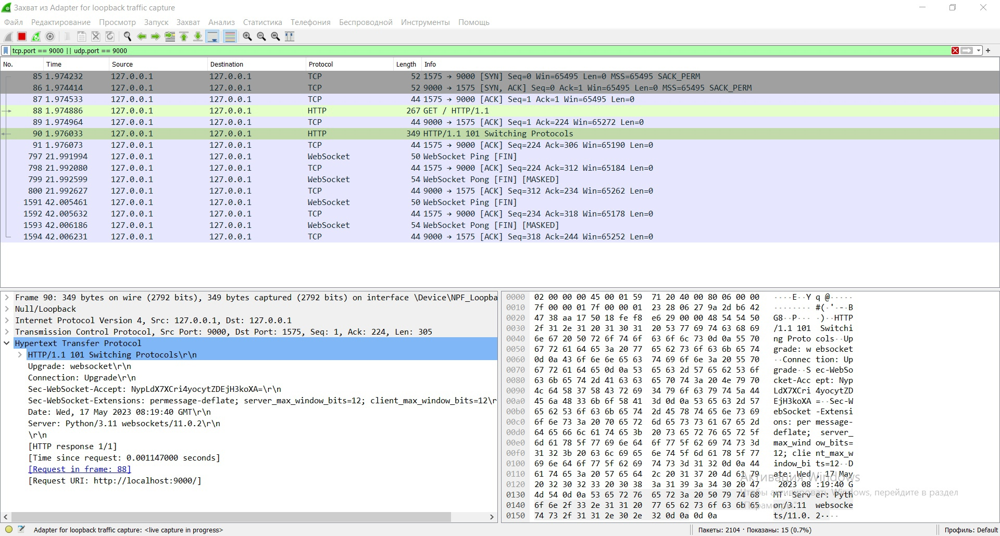 Захват из Adapter for loopback traffic capture
Файл Редактирование Просмотр Запуск Захват Анализ Статистика Телефония Беспроводной Инструменты Помощь
tcp.port == 9000 || udp.port == 9000
No. Time Source Destination Protocol Length Info
85 1.974232 127.0.0.1 127.0.0.1 TCP 52 1575 → 9000 [SYN] Seq=0 Win=65495 Len=0 MSS=65495 SACK_PERM
86 1.974414 127.0.0.1 127.0.0.1 TCP 52 9000 → 1575 [SYN, ACK] Seq=0 Ack=1 Win=65495 Len=0 MSS=65495 SACK_PERM
87 1.974533 127.0.0.1 127.0.0.1 TCP 44 1575 → 9000 [ACK] Seq=1 Ack=1 Win=65495 Len=0
88 1.974886 127.0.0.1 127.0.0.1 HTTP 267 GET / HTTP/1.1
89 1.974964 127.0.0.1 127.0.0.1 TCP 44 9000 → 1575 [ACK] Seq=1 Ack=224 Win=65272 Len=0
90 1.976033 127.0.0.1 127.0.0.1 HTTP 349 HTTP/1.1 101 Switching Protocols
91 1.976073 127.0.0.1 127.0.0.1 TCP 44 1575 → 9000 [ACK] Seq=224 Ack=306 Win=65190 Len=0
797 21.991994 127.0.0.1 127.0.0.1 WebSocket 50 WebSocket Ping [FIN]
798 21.992080 127.0.0.1 127.0.0.1 TCP 44 1575 → 9000 [ACK] Seq=224 Ack=312 Win=65184 Len=0
799 21.992599 127.0.0.1 127.0.0.1 WebSocket 54 WebSocket Pong [FIN] [MASKED]
800 21.992627 127.0.0.1 127.0.0.1 TCP 44 9000 → 1575 [ACK] Seq=312 Ack=234 Win=65262 Len=0
1591 42.005461 127.0.0.1 127.0.0.1 WebSocket 50 WebSocket Ping [FIN]
1592 42.005632 127.0.0.1 127.0.0.1 TCP 44 1575 → 9000 [ACK] Seq=234 Ack=318 Win=65178 Len=0
1593 42.006186 127.0.0.1 127.0.0.1 WebSocket 54 WebSocket Pong [FIN] [MASKED]
1594 42.006231 127.0.0.1 127.0.0.1 TCP 44 9000 → 1575 [ACK] Seq=318 Ack=244 Win=65252 Len=0
Frame 90: 349 bytes on wire (2792 bits), 349 bytes captured (2792 bits) on interface \Device\NPF_Loopba
Null/Loopback
Internet Protocol Version 4, Src: 127.0.0.1, Dst: 127.0.0.1
Transmission Control Protocol, Src Port: 9000, Dst Port: 1575, Seq: 1, Ack: 224, Len: 305
Hypertext Transfer Protocol
HTTP/1.1 101 Switching Protocols\r\n
Upgrade: websocket\r\n
Connection: Upgrade\r\n
Sec-WebSocket-Accept: NypLdX7XCri4yocytZDEjH3koXA=\r\n
Sec-WebSocket-Extensions: permessage-deflate; server_max_window_bits=12; client_max_window_bits=12\r
Date: Wed, 17 May 2023 08:19:40 GMT\r\n
Server: Python/3.11 websockets/11.0.2\r\n
\r\n
[HTTP response 1/1]
[Time since request: 0.001147000 seconds]
[Request in frame: 88]
[Request URI: http://localhost:9000/]
0000 02 00 00 00 45 00 01 59 71 20 40 00 80 06 00 00 ····E··Y q @·····
0010 7f 00 00 01 7f 00 00 01 23 28 06 27 9a 2d b6 42 ········ #(·'·-·B
0020 47 38 aa 17 50 18 fe f8 e6 29 00 00 48 54 54 50 G8··P··· ·)··HTTP
0030 2f 31 2e 31 20 31 30 31 20 53 77 69 74 63 68 69 /1.1 101 Switchi
0040 6e 67 20 50 72 6f 74 6f 63 6f 6c 73 0d 0a 55 70 ng Proto cols··Up
0050 67 72 61 64 65 3a 20 77 65 62 73 6f 63 6b 65 74 grade: w ebsocket
0060 0d 0a 43 6f 6e 6e 65 63 74 69 6f 6e 3a 20 55 70 ··Connec tion: Up
0070 67 72 61 64 65 0d 0a 53 65 63 2d 57 65 62 53 6f grade··S ec-WebSo
0080 63 6b 65 74 2d 41 63 63 65 70 74 3a 20 4e 79 70 cket-Acc ept: Nyp
0090 4c 64 58 37 58 43 72 69 34 79 6f 63 79 74 5a 44 LdX7XCri 4yocytZD
00a0 45 6a 48 33 6b 6f 58 41 3d 0d 0a 53 65 63 2d 57 EjH3koXA =··Sec-W
00b0 65 62 53 6f 63 6b 65 74 2d 45 78 74 65 6e 73 69 ebSocket -Extensi
00c0 6f 6e 73 3a 20 70 65 72 6d 65 73 73 61 67 65 2d ons: per message-
00d0 64 65 66 6c 61 74 65 3b 20 73 65 72 76 65 72 5f deflate; server_
00e0 6d 61 78 5f 77 69 6e 64 6f 77 5f 62 69 74 73 3d max_wind ow_bits=
00f0 31 32 3b 20 63 6c 69 65 6e 74 5f 6d 61 78 5f 77 12; clie nt_max_w
0100 69 6e 64 6f 77 5f 62 69 74 73 3d 31 32 0d 0a 44 indow_bi ts=12··D
0110 61 74 65 3a 20 57 65 64 2c 20 31 37 20 4d 61 79 ate: Wed , 17 May
0120 20 32 30 32 33 20 30 38 3a 31 39 3a 34 30 20 47 2023 08 :19:40 G
0130 4d 54 0d 0a 53 65 72 76 65 72 3a 20 50 79 74 68 MT··Serv er: Pyth
0140 6f 6e 2f 33 2e 31 31 20 77 65 62 73 6f 63 6b 65 on/3.11 websocke
0150 74 73 2f 31 31 2e 30 2e 32 0d 0a 0d 0a ts/11.0. 2····
Активация Windows
Чтобы активировать Windows, перейдите в раздел
"Параметры".
Adapter for loopback traffic capture: <live capture in progress>
Пакеты: 2104 · Показаны: 15 (0.7%)
Профиль: Default